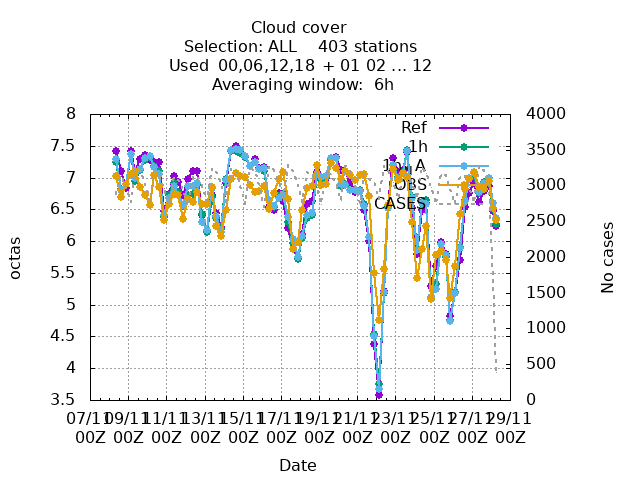 Cloud cover
Selection: ALL    403 stations
Used  00,06,12,18 + 01 02 ... 12
Averaging window:  6h
8
7.5
7
6.5
6
5.5
5
4.5
4
3.5
octas
4000
3500
3000
2500
2000
1500
1000
500
0
No cases
Ref
1h
OBS
CASES
07/11 09/11 11/11 13/11 15/11 17/11 19/11 21/11 23/11 25/11 27/11 29/11
00Z 00Z 00Z 00Z 00Z 00Z 00Z 00Z 00Z 00Z 00Z 00Z
Date